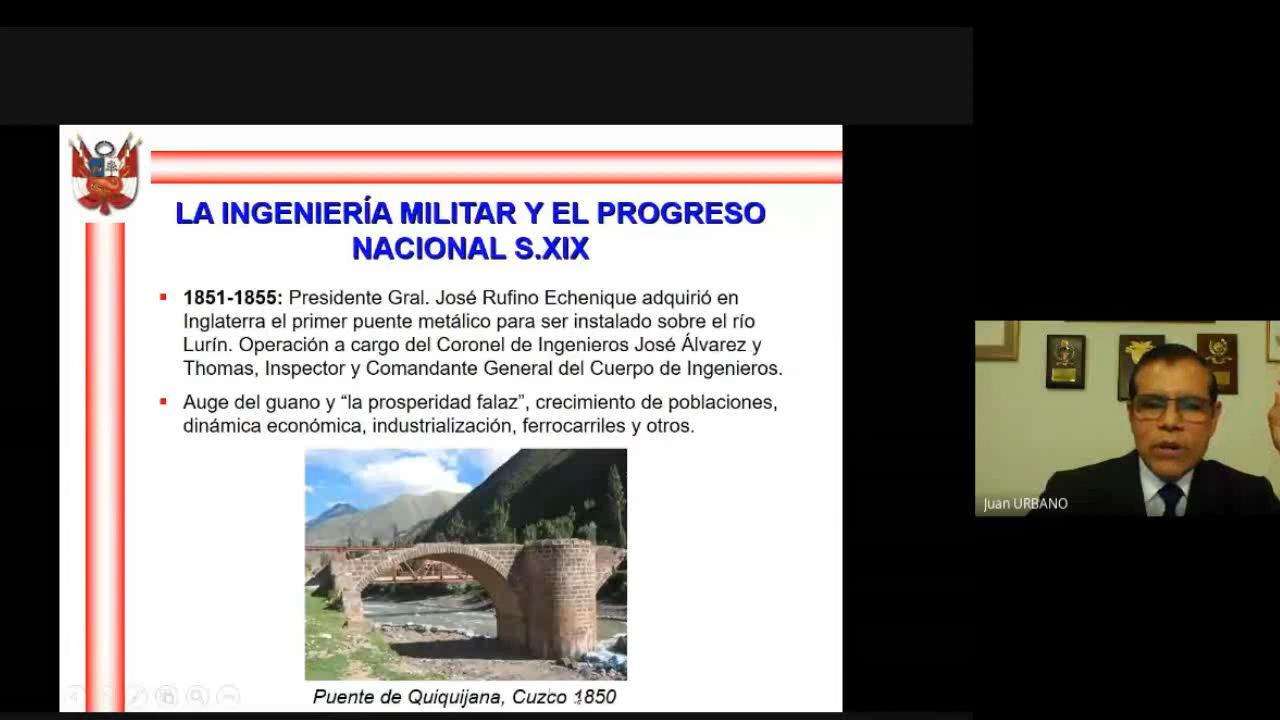 LA INGENIERÍA MILITAR Y EL PROGRESO
NACIONAL S.XIX
1851-1855: Presidente Gral. José Rufino Echenique adquirió en
Inglaterra el primer puente metálico para ser instalado sobre el río
Lurín. Operación a cargo del Coronel de Ingenieros José Álvarez y
Thomas, Inspector y Comandante General del Cuerpo de Ingenieros.
Auge del guano y “la prosperidad falaz”, crecimiento de poblaciones,
dinámica económica, industrialización, ferrocarriles y otros.
Puente de Quiquijana, Cuzco 1850
Juan URBANO